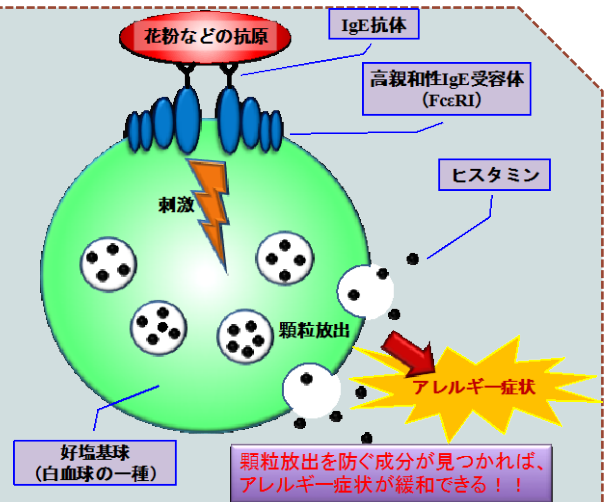 花粉などの抗原
IgE抗体
高親和性IgE受容体
(FcεRI)
ヒスタミン
刺激
顆粒放出
アレルギー症状
好塩基球
(白血球の一種)
顆粒放出を防ぐ成分が見つかれば、
アレルギー症状が緩和できる！！